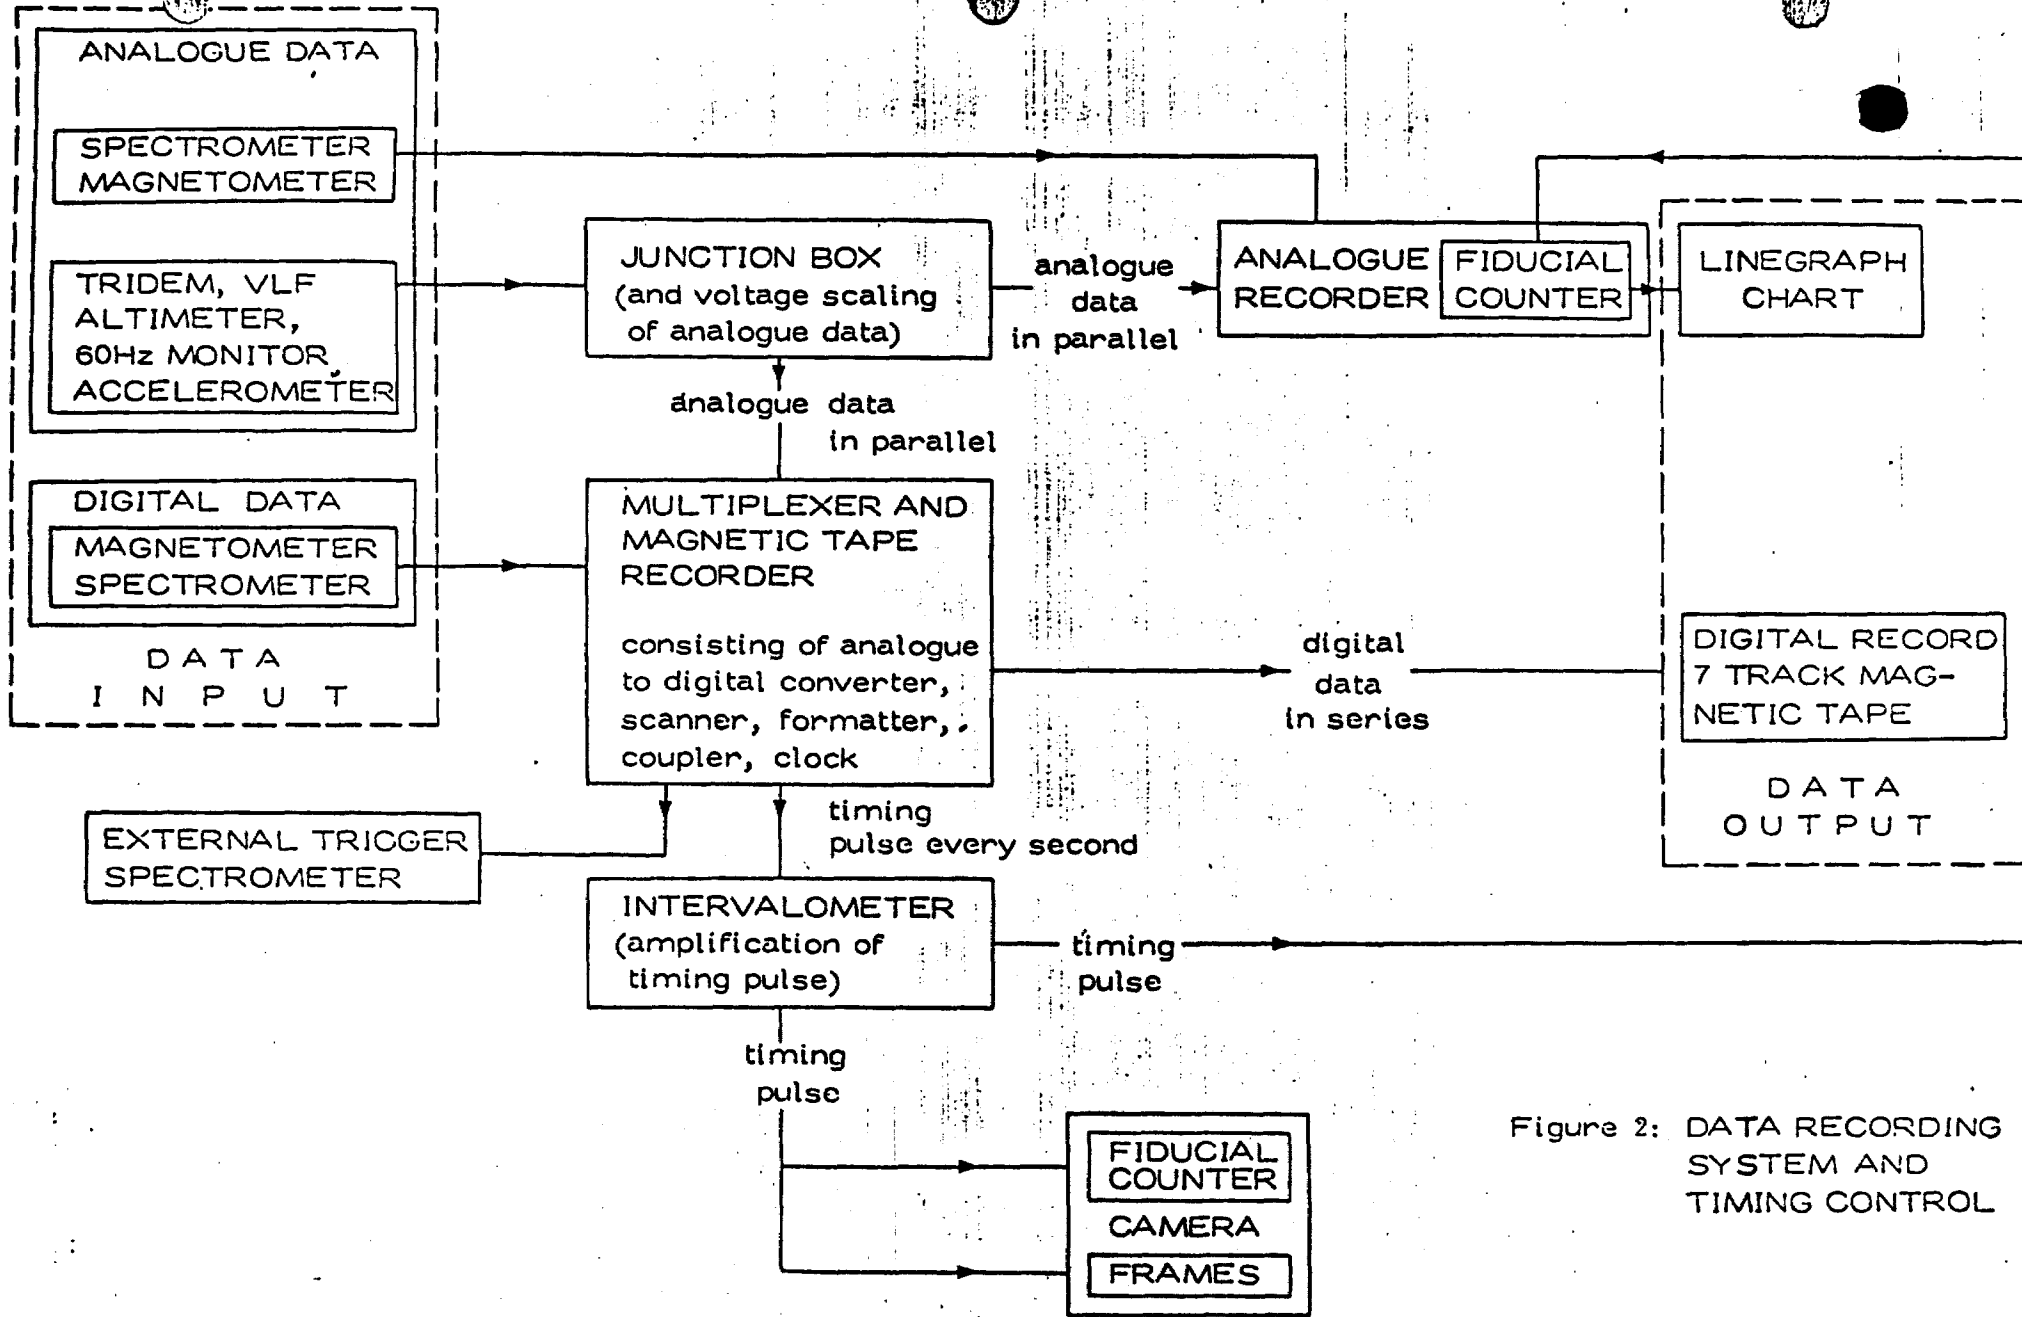 ANALOGUE DATA
SPECTROMETER
MAGNETOMETER
TRIDEM, VLF
ALTIMETER,
60Hz MONITOR,
ACCELEROMETER
DIGITAL DATA
MAGNETOMETER
SPECTROMETER
DATA
INPUT
JUNCTION BOX
(and voltage scaling
of analogue data)
analogue
data
in parallel
ANALOGUE
RECORDER
FIDUCIAL
COUNTER
LINEGRAPH
CHART
analogue data
in parallel
MULTIPLEXER AND
MAGNETIC TAPE
RECORDER
consisting of analogue
to digital converter,
scanner, formatter,
coupler, clock
digital
data
in series
DIGITAL RECORD
7 TRACK MAG-
NETIC TAPE
DATA
OUTPUT
EXTERNAL TRIGGER
SPECTROMETER
timing
pulse every second
INTERVALOMETER
(amplification of
timing pulse)
timing
pulse
timing
pulse
FIDUCIAL
COUNTER
CAMERA
FRAMES
Figure 2: DATA RECORDING
SYSTEM AND
TIMING CONTROL